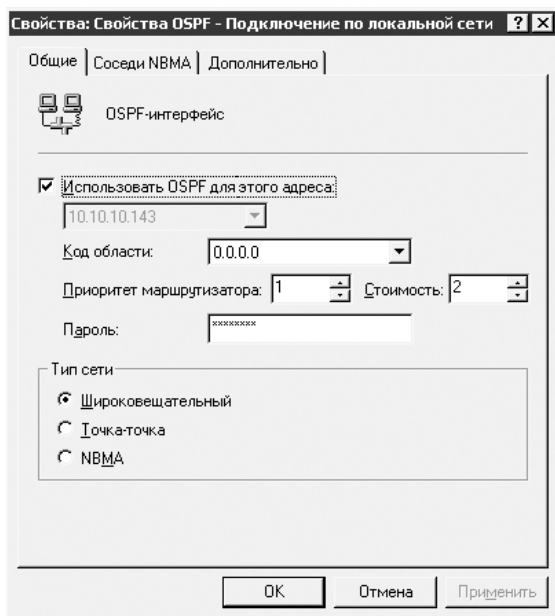 Свойства: Свойства OSPF - Подключение по локальной сети ? X
Общие Соседи NBMA Дополнительно
OSPF-интерфейс
Использовать OSPF для этого адреса:
10.10.10.143
Код области: 0.0.0.0
Приоритет маршрутизатора: 1 Стоимость: 2
Пароль: ********
Тип сети
Широковещательный
Точка-точка
NBMA
OK Отмена Применить